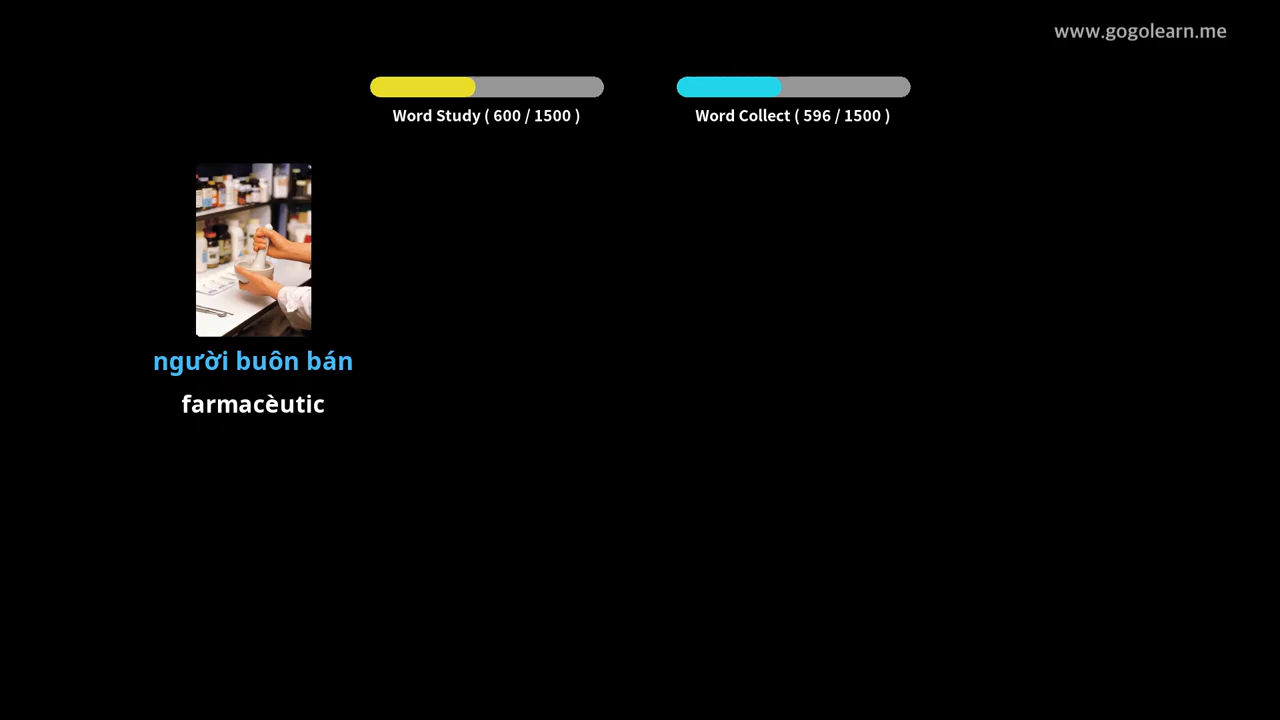 www.gogolearn.me
Word Study ( 600 / 1500 )
Word Collect ( 596 / 1500 )
người buôn bán
farmacèutic